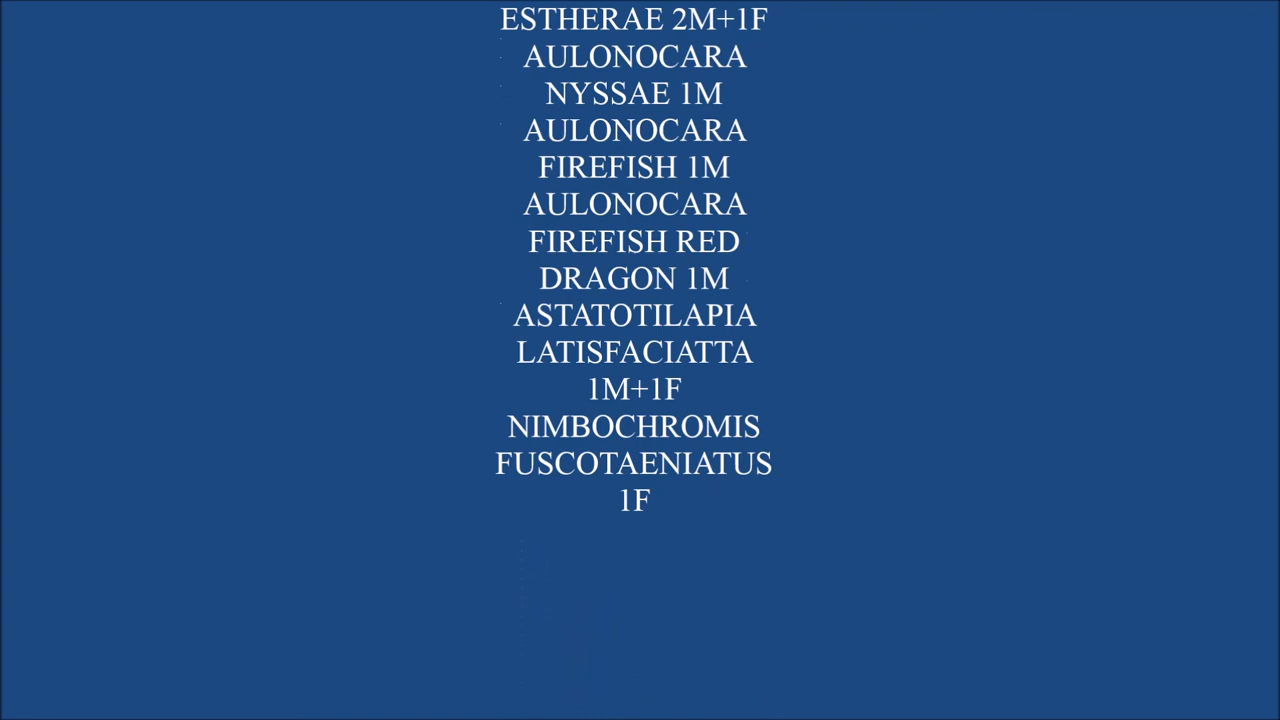 ESTHERAE 2M+1F
AULONOCARA
NYSSAE 1M
AULONOCARA
FIREFISH 1M
AULONOCARA
FIREFISH RED
DRAGON 1M
ASTATOTILAPIA
LATISFACIATTA
1M+1F
NIMBOCHROMIS
FUSCOTAENIATUS
1F